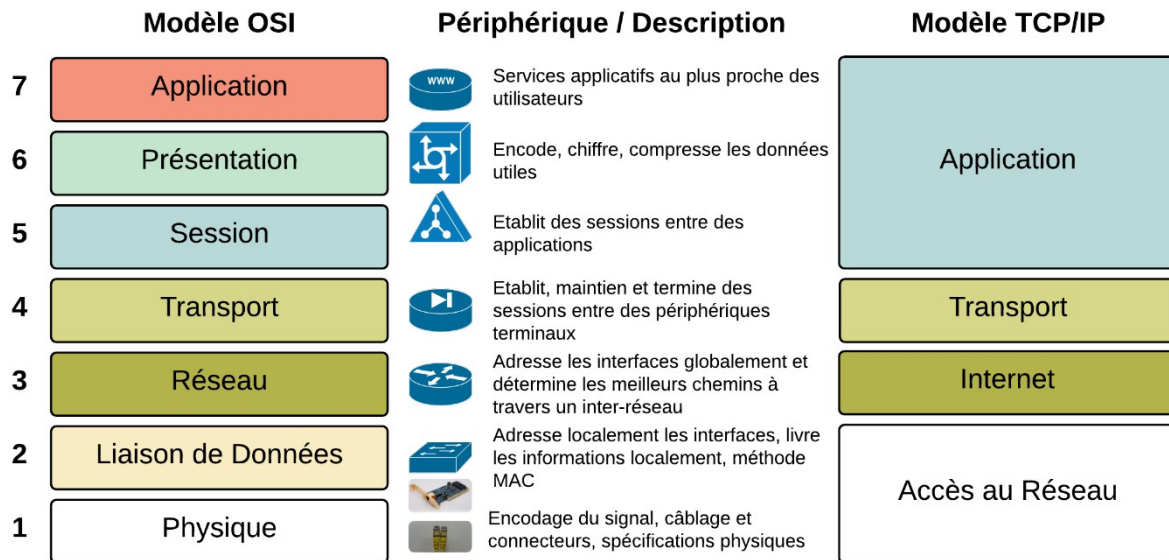 Modèle OSI
Périphérique / Description
Modèle TCP/IP
7
Application
www
Services applicatifs au plus proche des
utilisateurs
6
Présentation
Encode, chiffre, compresse les données
utiles
Application
5
Session
Etablit des sessions entre des
applications
4
Transport
Etablit, maintien et termine des
sessions entre des périphériques
terminaux
Transport
3
Réseau
Adresse les interfaces globalement et
détermine les meilleurs chemins à
travers un inter-réseau
Internet
2
Liaison de Données
Adresse localement les interfaces, livre
les informations localement, méthode
MAC
Accès au Réseau
1
Physique
Encodage du signal, câblage et
connecteurs, spécifications physiques